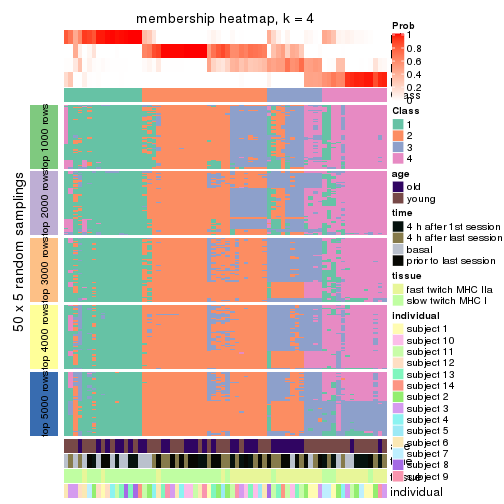 membership heatmap, k = 4
50 x 5 random samplings
top 1000 rows
top 2000 rows
top 3000 rows
top 4000 rows
top 5000 rows
Prob
1
0.8
0.6
0.4
0.2
0
Class
1
2
3
4
age
old
young
time
4 h after 1st session
4 h after last session
basal
prior to last session
tissue
fast twitch MHC IIa
slow twitch MHC I
individual
subject 1
subject 10
subject 11
subject 12
subject 13
subject 14
subject 2
subject 3
subject 4
subject 5
subject 6
subject 7
subject 8
subject 9
individual